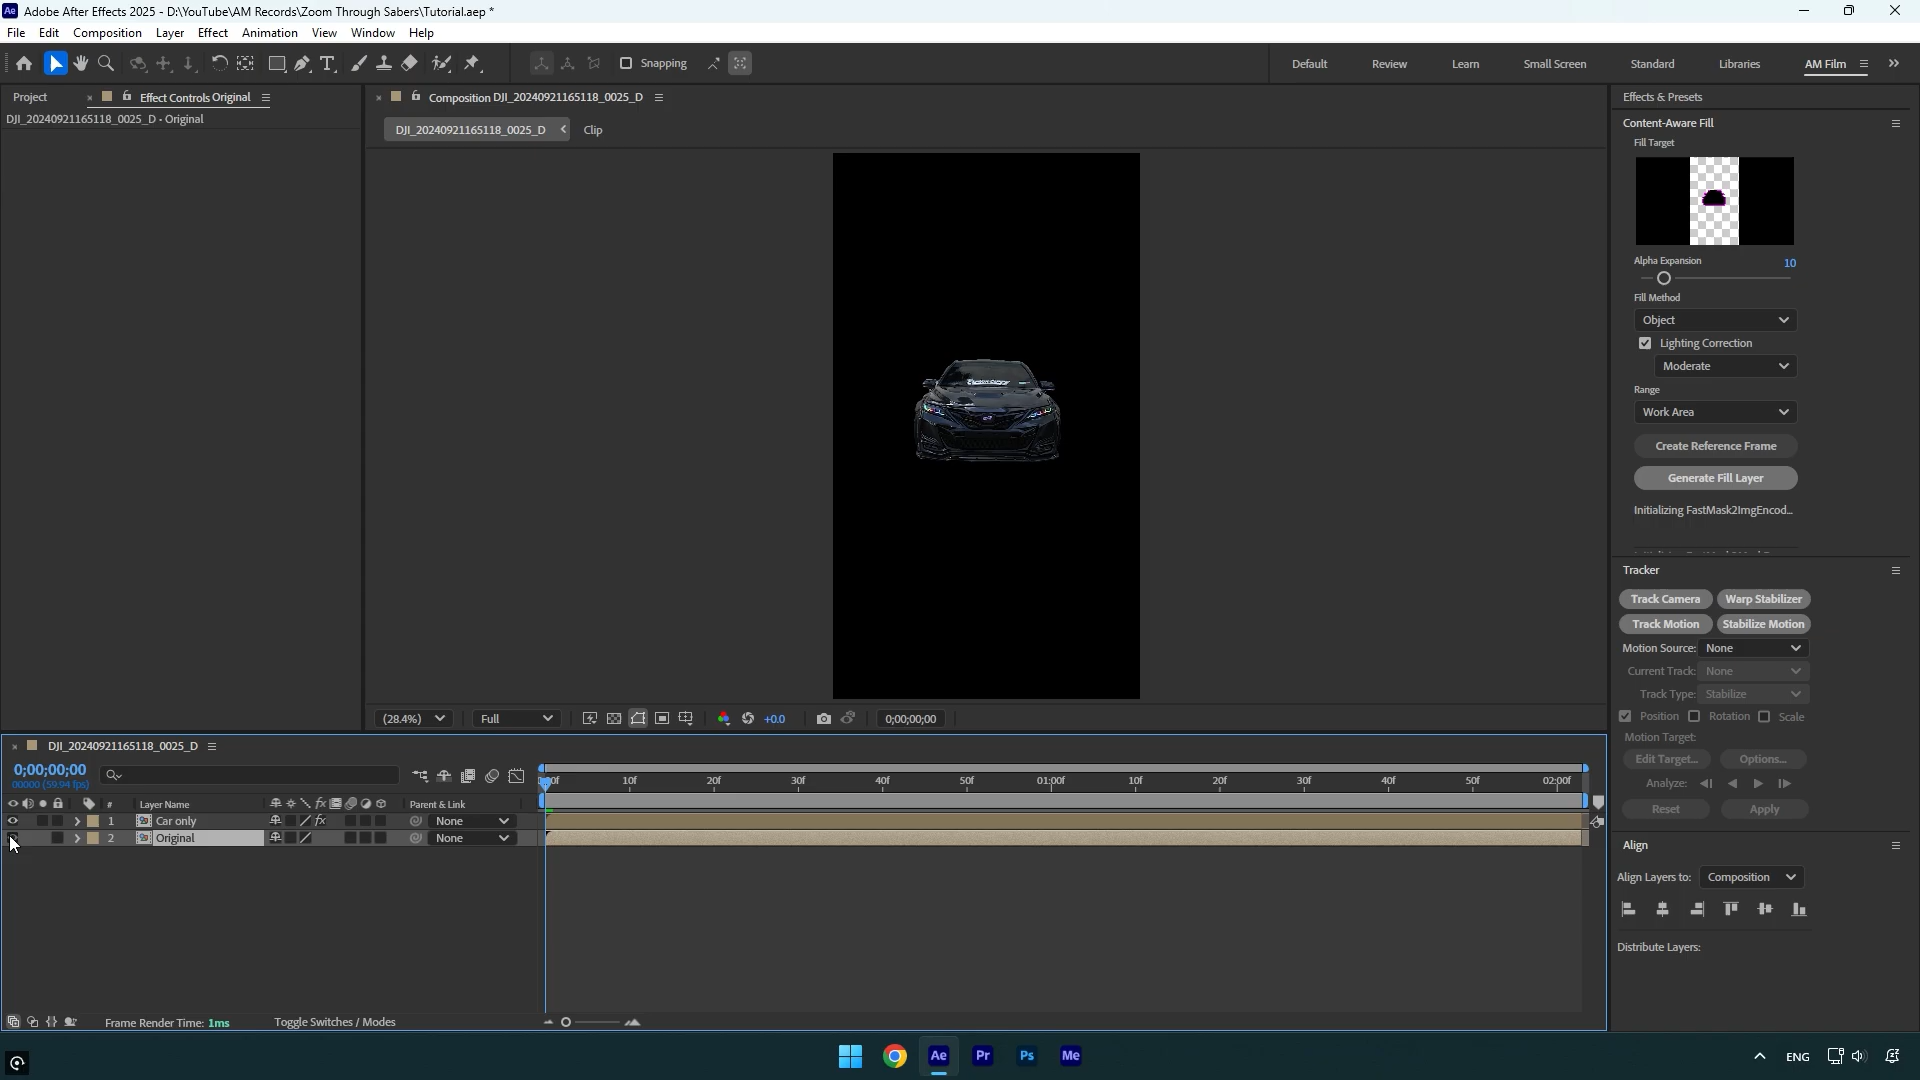 Adobe After Effects 2025 - D:\YouTube\AM Records\Zoom Through Sabers\Tutorial.aep *
File Edit Composition Layer Effect Animation View Window Help
Snapping
Default Review Learn Small Screen Standard Libraries AM Film
Project Effect Controls Original
DJI_20240921165118_0025_D • Original
Composition DJI_20240921165118_0025_D
DJI_20240921165118_0025_D Clip
(28.4%) Full +0.0 0;00;00;00
Effects & Presets
Content-Aware Fill
Fill Target
Alpha Expansion 10
Fill Method
Object
Lighting Correction
Moderate
Range
Work Area
Create Reference Frame
Generate Fill Layer
Initializing FastMask2ImgEncod...
Tracker
Track Camera Warp Stabilizer
Track Motion Stabilize Motion
Motion Source: None
Current Track: None
Track Type: Stabilize
Position Rotation Scale
Motion Target:
Edit Target... Options...
Analyze:
Reset Apply
Align
Align Layers to: Composition
Distribute Layers:
DJI_20240921165118_0025_D
0;00;00;00
00000 (59.94 fps)
10f 20f 30f 40f 50f 01:00f 10f 20f 30f 40f 50f 02:00f
# Layer Name fx Parent & Link
1 Car only fx None
2 Original None
Frame Render Time: 1ms Toggle Switches / Modes
Ae Pr Ps Me ENG